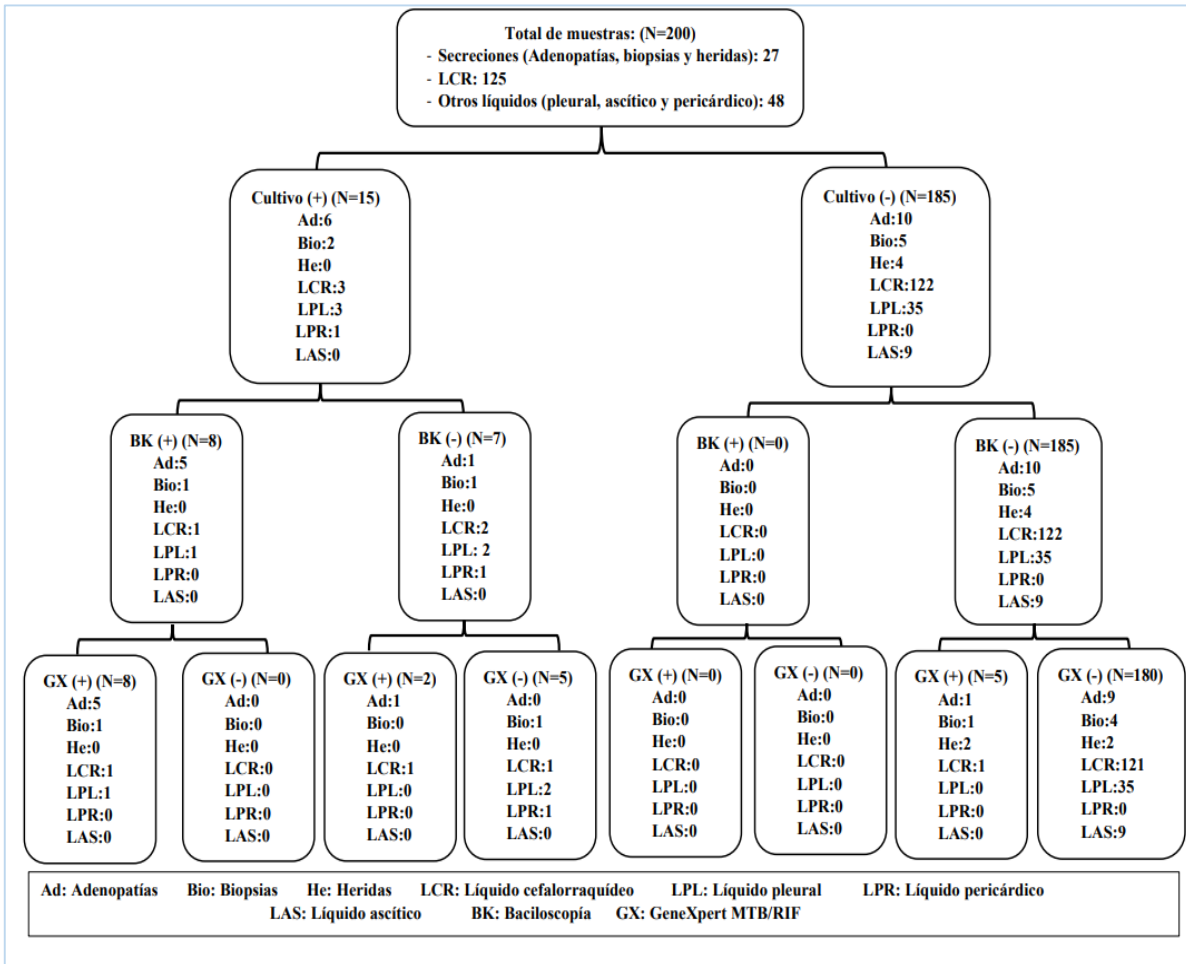 Total de muestras: (N=200)
- Secreciones (Adenopatías, biopsias y heridas): 27
- LCR: 125
- Otros líquidos (pleural, ascítico y pericárdico): 48
Cultivo (+) (N=15)
Ad:6
Bio:2
He:0
LCR:3
LPL:3
LPR:1
LAS:0
Cultivo (-) (N=185)
Ad:10
Bio:5
He:4
LCR:122
LPL:35
LPR:0
LAS:9
BK (+) (N=8)
Ad:5
Bio:1
He:0
LCR:1
LPL:1
LPR:0
LAS:0
BK (-) (N=7)
Ad:1
Bio:1
He:0
LCR:2
LPL: 2
LPR:1
LAS:0
BK (+) (N=0)
Ad:0
Bio:0
He:0
LCR:0
LPL:0
LPR:0
LAS:0
BK (-) (N=185)
Ad:10
Bio:5
He:4
LCR:122
LPL:35
LPR:0
LAS:9
GX (+) (N=8)
Ad:5
Bio:1
He:0
LCR:1
LPL:1
LPR:0
LAS:0
GX (-) (N=0)
Ad:0
Bio:0
He:0
LCR:0
LPL:0
LPR:0
LAS:0
GX (+) (N=2)
Ad:1
Bio:0
He:0
LCR:1
LPL:0
LPR:0
LAS:0
GX (-) (N=5)
Ad:0
Bio:1
He:0
LCR:1
LPL:2
LPR:1
LAS:0
GX (+) (N=0)
Ad:0
Bio:0
He:0
LCR:0
LPL:0
LPR:0
LAS:0
GX (-) (N=0)
Ad:0
Bio:0
He:0
LCR:0
LPL:0
LPR:0
LAS:0
GX (+) (N=5)
Ad:1
Bio:1
He:2
LCR:1
LPL:0
LPR:0
LAS:0
GX (-) (N=180)
Ad:9
Bio:4
He:2
LCR:121
LPL:35
LPR:0
LAS:9
Ad: Adenopatías Bio: Biopsias He: Heridas LCR: Líquido cefalorraquídeo LPL: Líquido pleural LPR: Líquido pericárdico
LAS: Líquido ascítico BK: Baciloscopía GX: GeneXpert MTB/RIF